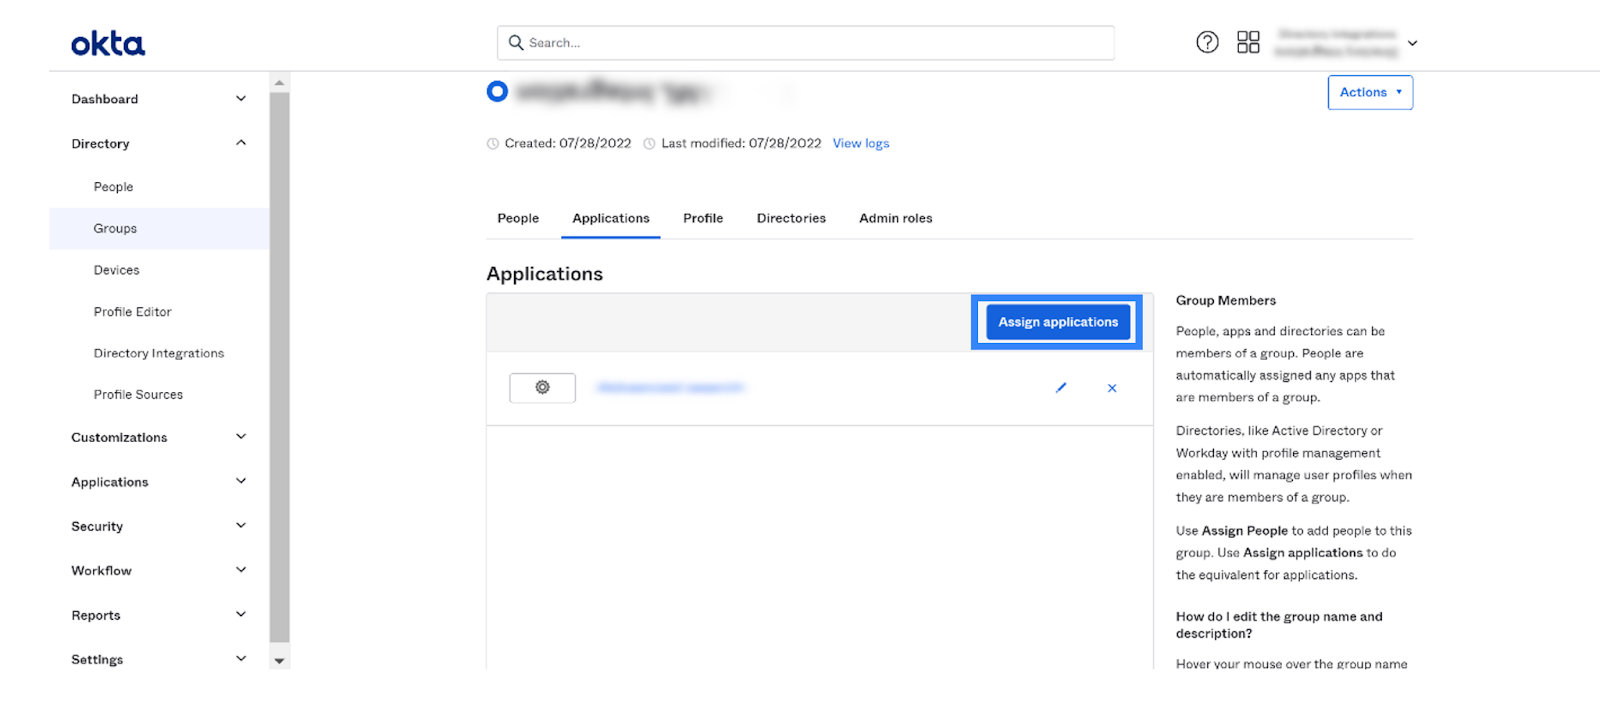 okta
Search...
Dashboard
Directory
People
Groups
Devices
Profile Editor
Directory Integrations
Profile Sources
Customizations
Applications
Security
Workflow
Reports
Settings
Actions
Created: 07/28/2022 Last modified: 07/28/2022 View logs
People Applications Profile Directories Admin roles
Applications
Assign applications
Group Members
People, apps and directories can be
members of a group. People are
automatically assigned any apps that
are members of a group.
Directories, like Active Directory or
Workday with profile management
enabled, will manage user profiles when
they are members of a group.
Use Assign People to add people to this
group. Use Assign applications to do
the equivalent for applications.
How do I edit the group name and
description?
Hover your mouse over the group name